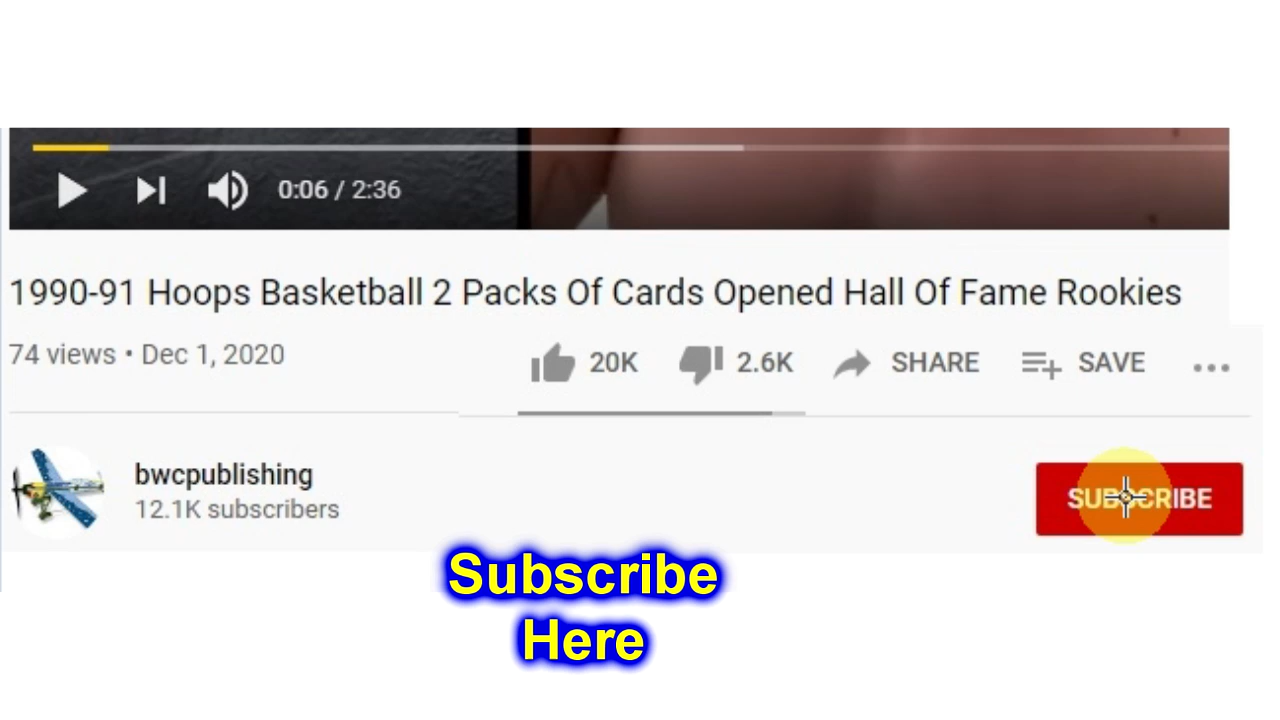 0:06 / 2:36
1990-91 Hoops Basketball 2 Packs Of Cards Opened Hall Of Fame Rookies
74 views • Dec 1, 2020
20K 2.6K SHARE SAVE
bwcpublishing
12.1K subscribers
SUBSCRIBE
Subscribe
Here